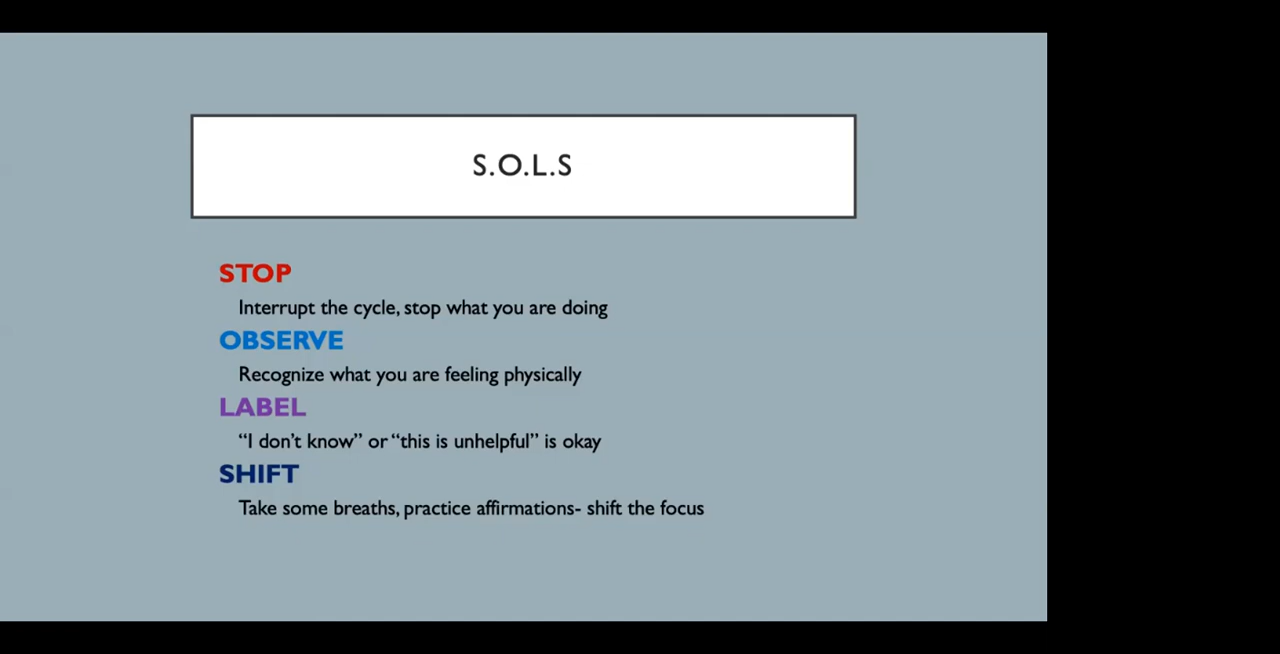 S.O.L.S
STOP
Interrupt the cycle, stop what you are doing
OBSERVE
Recognize what you are feeling physically
LABEL
“I don’t know” or “this is unhelpful” is okay
SHIFT
Take some breaths, practice affirmations- shift the focus